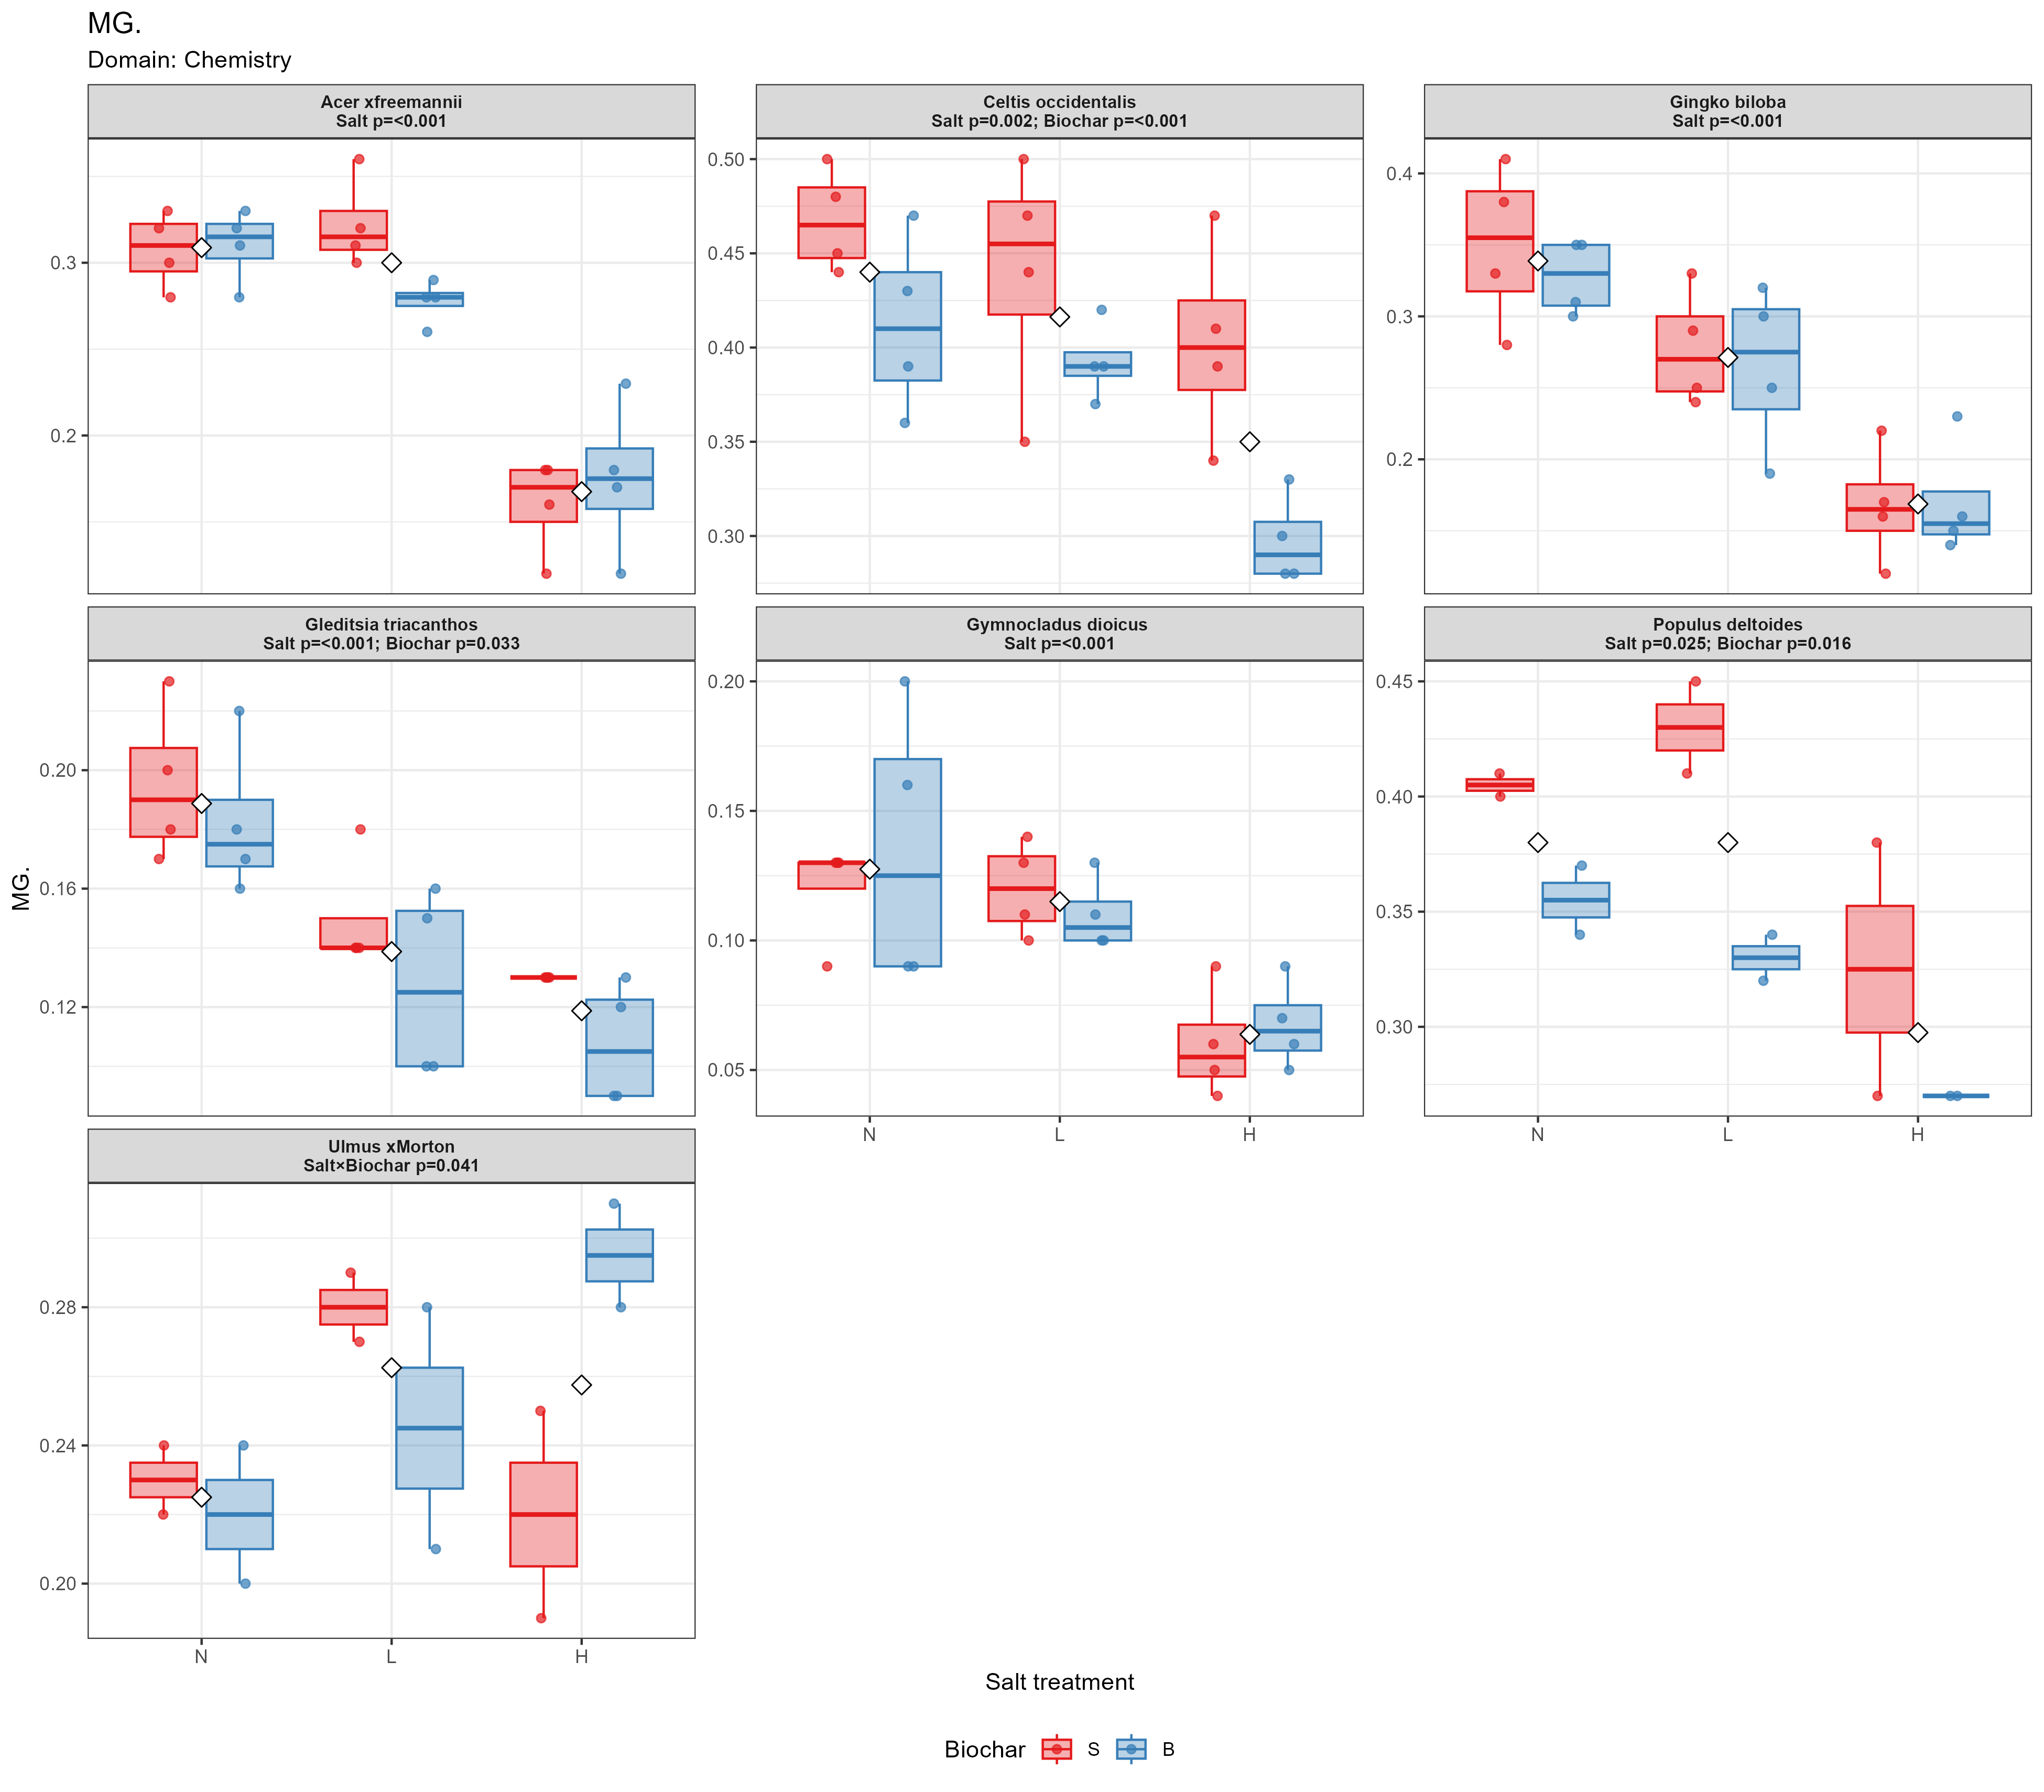 MG.
Domain: Chemistry
Acer xfreemannii
Salt p=<0.001
Celtis occidentalis
Salt p=0.002; Biochar p=<0.001
Gingko biloba
Salt p=<0.001
0.3
0.2
0.50
0.45
0.40
0.35
0.30
0.4
0.3
0.2
Gleditsia triacanthos
Salt p=<0.001; Biochar p=0.033
Gymnocladus dioicus
Salt p=<0.001
Populus deltoides
Salt p=0.025; Biochar p=0.016
MG.
0.20
0.16
0.12
0.20
0.15
0.10
0.05
N L H
0.45
0.40
0.35
0.30
N L H
Ulmus xMorton
Salt×Biochar p=0.041
0.28
0.24
0.20
N L H
Salt treatment
Biochar S B